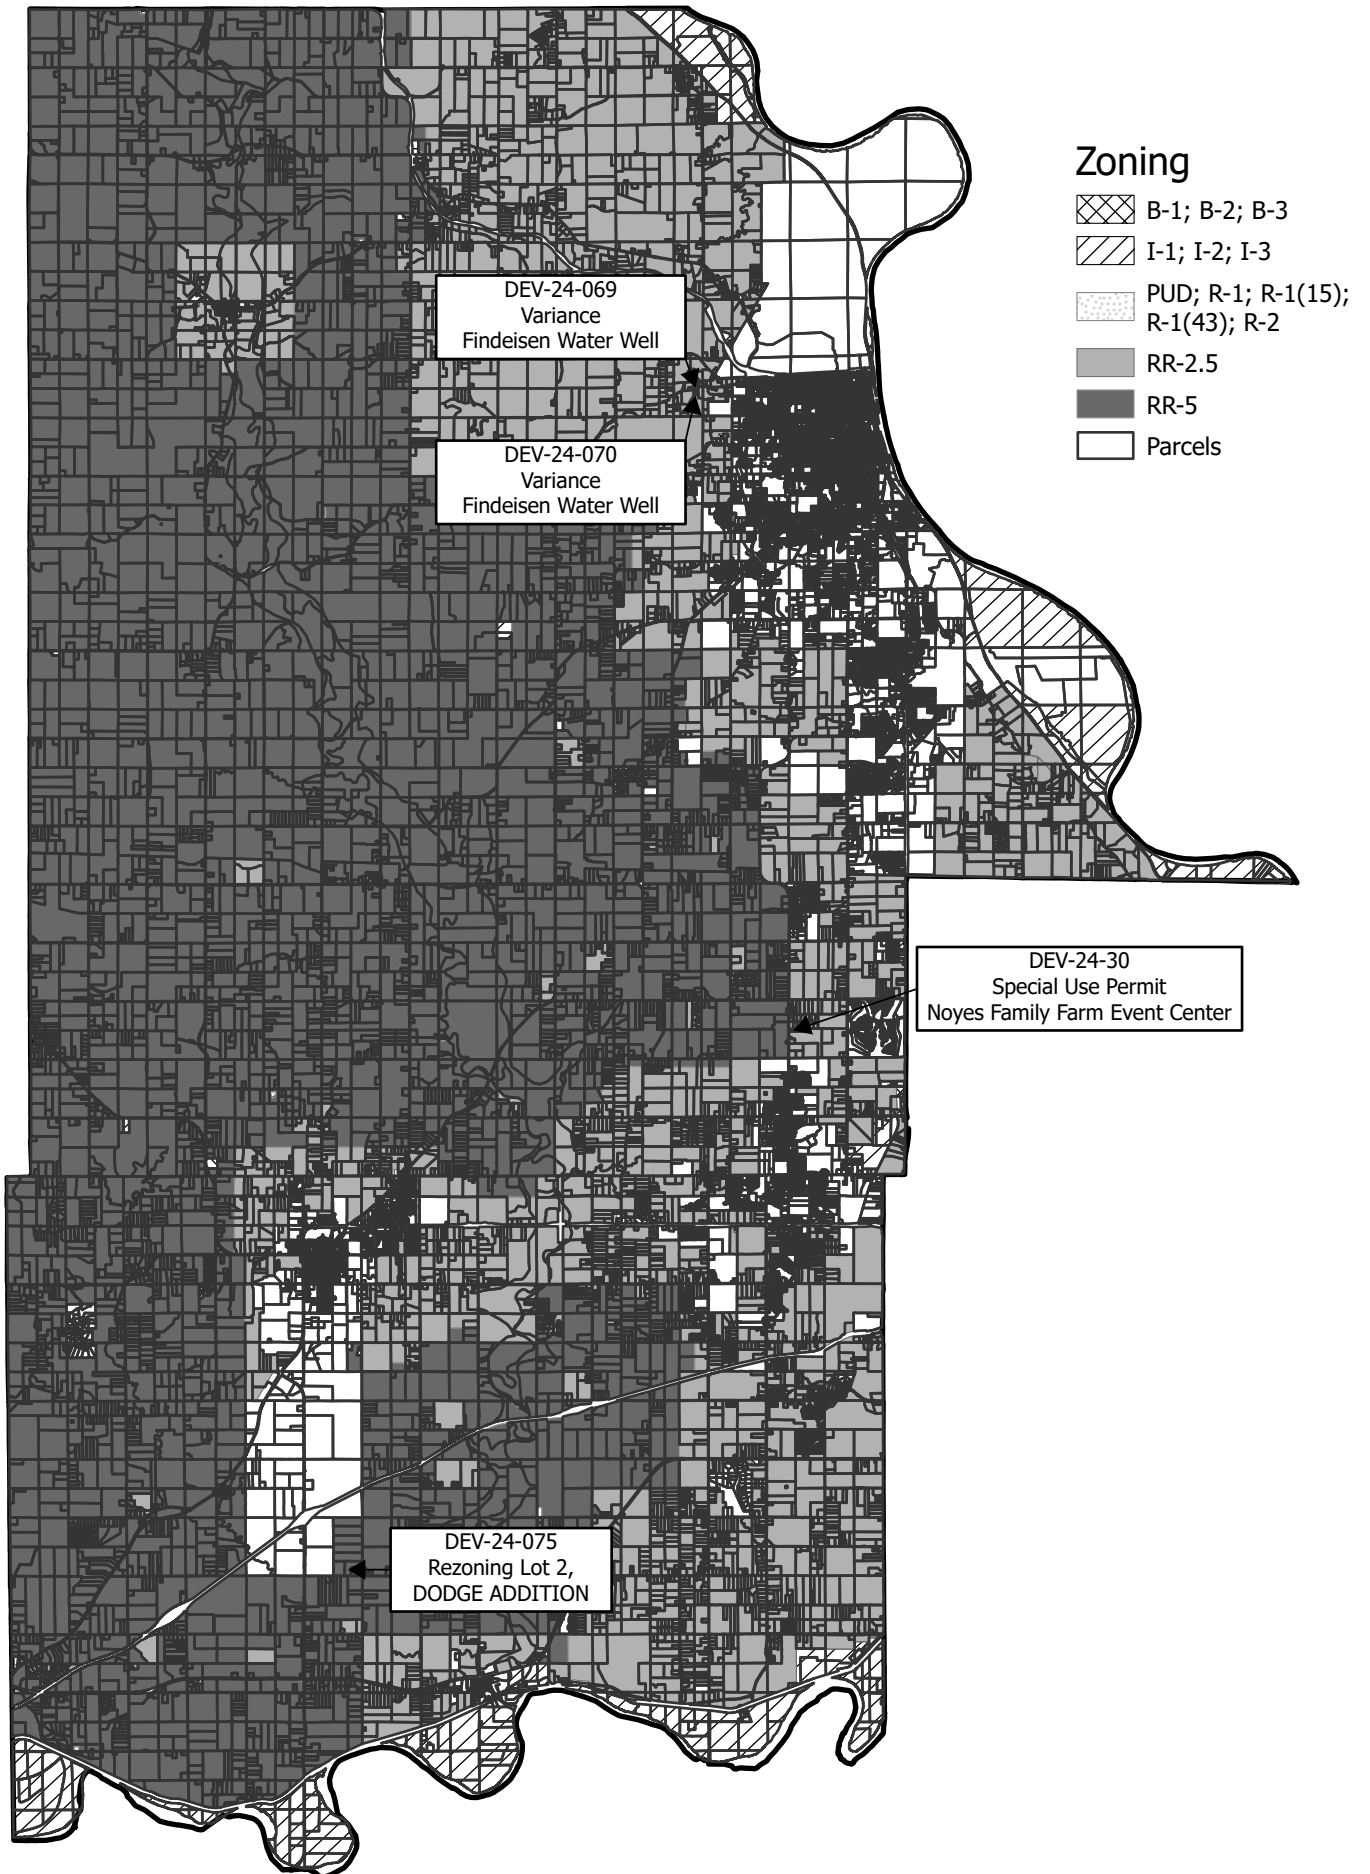 Zoning
B-1; B-2; B-3
I-1; I-2; I-3
PUD; R-1; R-1(15);
R-1(43); R-2
RR-2.5
RR-5
Parcels
DEV-24-069
Variance
Findeisen Water Well
DEV-24-070
Variance
Findeisen Water Well
DEV-24-30
Special Use Permit
Noyes Family Farm Event Center
DEV-24-075
Rezoning Lot 2,
DODGE ADDITION